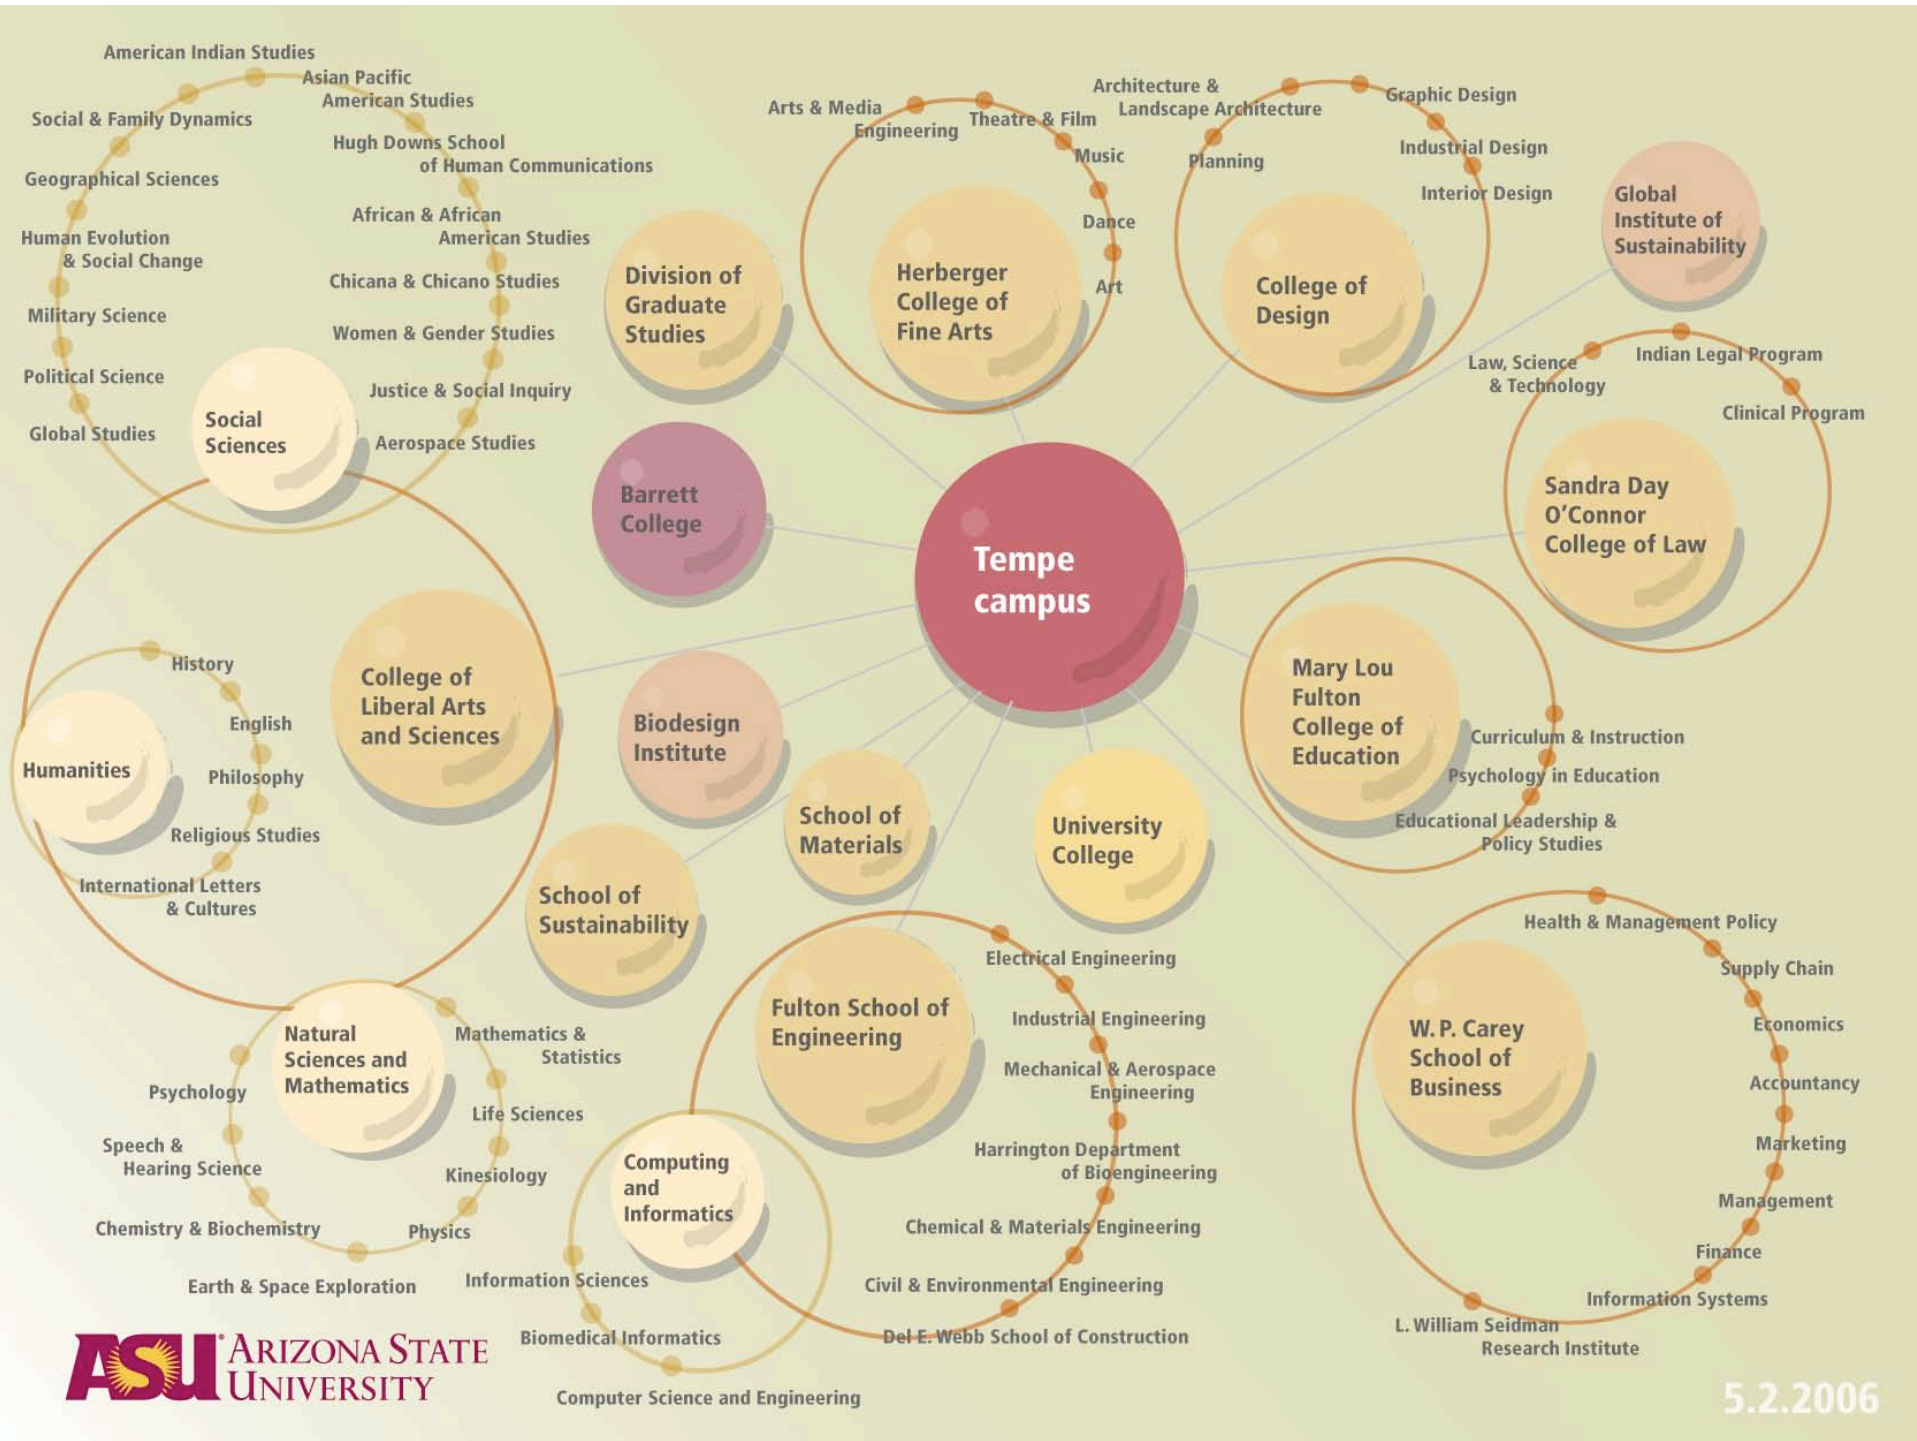 American Indian Studies
Asian Pacific
American Studies
Social & Family Dynamics
Hugh Downs School
of Human Communications
Geographical Sciences
African & African
American Studies
Human Evolution
& Social Change
Chicana & Chicano Studies
Military Science
Women & Gender Studies
Political Science
Justice & Social Inquiry
Global Studies
Aerospace Studies
Social
Sciences
Division of
Graduate
Studies
Arts & Media
Engineering
Theatre & Film
Music
Dance
Art
Herberger
College of
Fine Arts
Architecture &
Landscape Architecture
Planning
Graphic Design
Industrial Design
Interior Design
College of
Design
Global
Institute of
Sustainability
Law, Science
& Technology
Indian Legal Program
Clinical Program
Sandra Day
O'Connor
College of Law
Barrett
College
Tempe
campus
History
English
Philosophy
Religious Studies
International Letters
& Cultures
Humanities
College of
Liberal Arts
and Sciences
Biodesign
Institute
School of
Materials
School of
Sustainability
University
College
Mary Lou
Fulton
College of
Education
Curriculum & Instruction
Psychology in Education
Educational Leadership &
Policy Studies
Natural
Sciences and
Mathematics
Mathematics &
Statistics
Psychology
Life Sciences
Speech &
Hearing Science
Kinesiology
Chemistry & Biochemistry
Physics
Earth & Space Exploration
Fulton School of
Engineering
Electrical Engineering
Industrial Engineering
Mechanical & Aerospace
Engineering
Harrington Department
of Bioengineering
Chemical & Materials Engineering
Civil & Environmental Engineering
Del E. Webb School of Construction
Computing
and
Informatics
Information Sciences
Biomedical Informatics
Computer Science and Engineering
W. P. Carey
School of
Business
Health & Management Policy
Supply Chain
Economics
Accountancy
Marketing
Management
Finance
Information Systems
L. William Seidman
Research Institute
ASU ARIZONA STATE
UNIVERSITY
5.2.2006